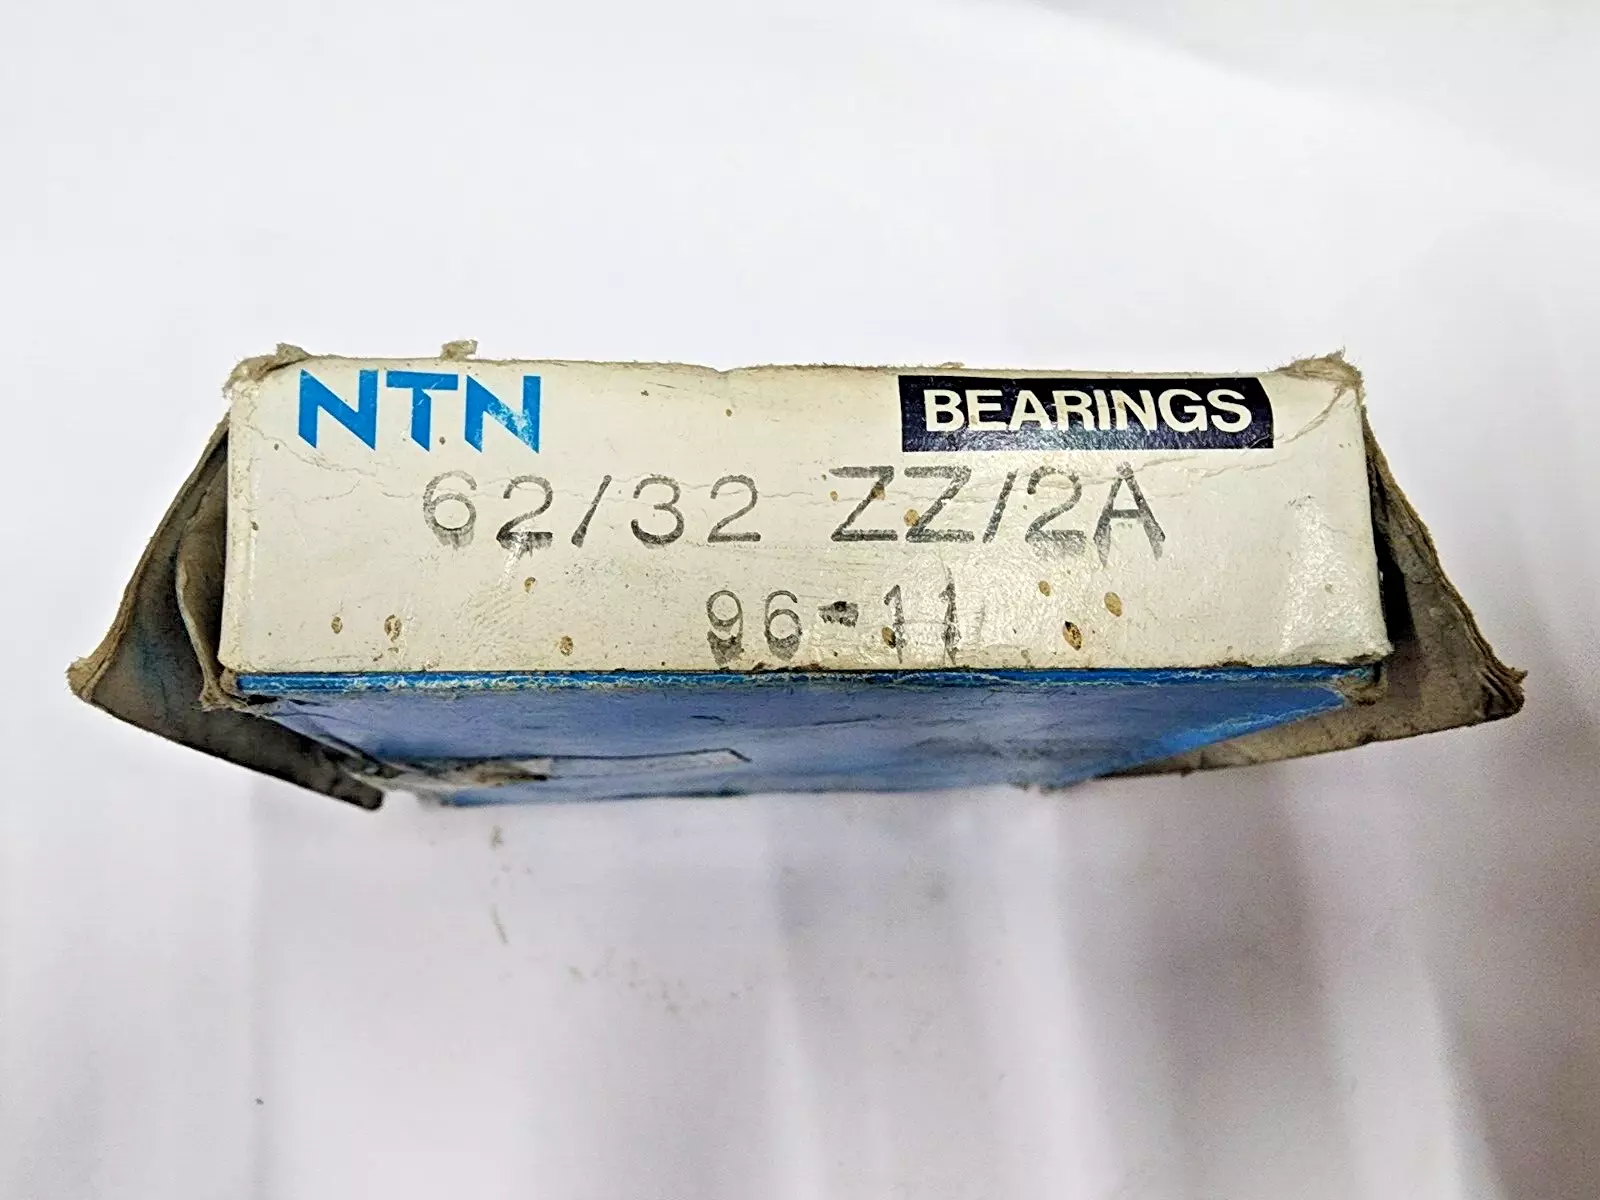 NTN BEARINGS
62/32 ZZ/2A
96-11